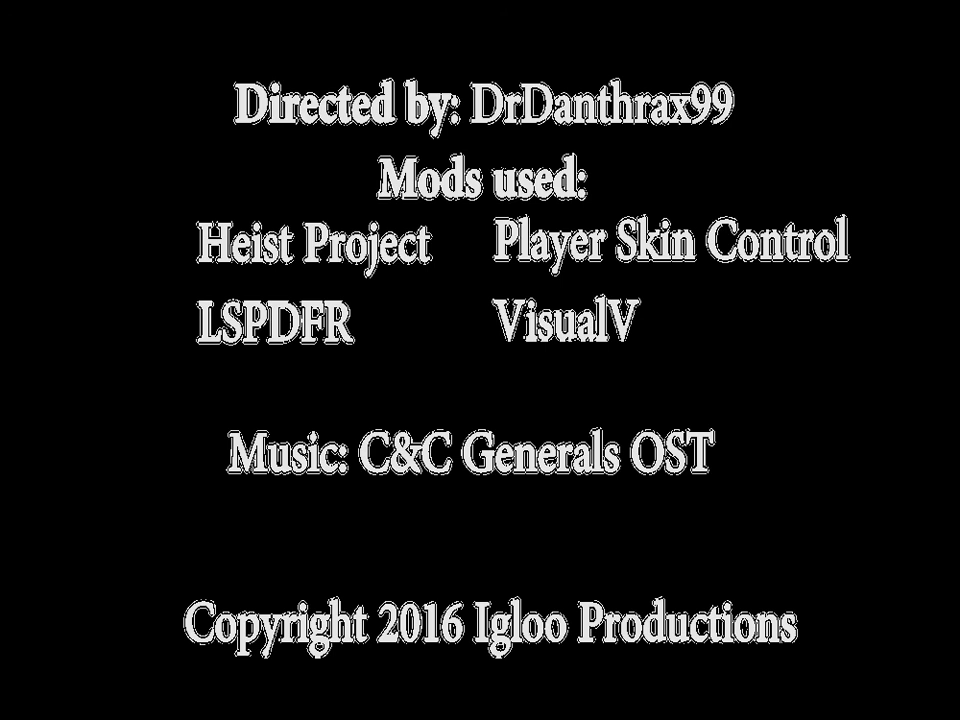 Directed by: DrDanthrax99
Mods used:
Heist Project Player Skin Control
LSPDFR VisualV
Music: C&C Generals OST
Copyright 2016 Igloo Productions